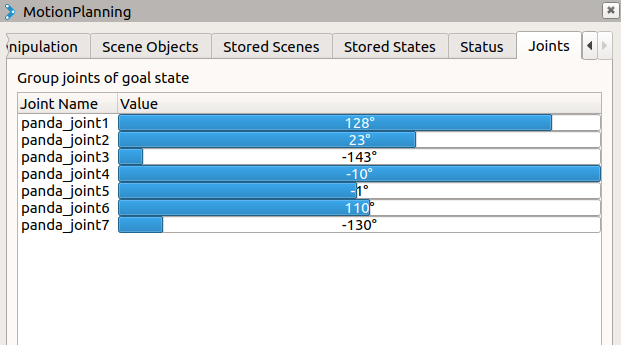 MotionPlanning
nipulation Scene Objects Stored Scenes Stored States Status Joints
Group joints of goal state
Joint Name Value
panda_joint1 128°
panda_joint2 23°
panda_joint3 -143°
panda_joint4 -10°
panda_joint5 -1°
panda_joint6 110°
panda_joint7 -130°